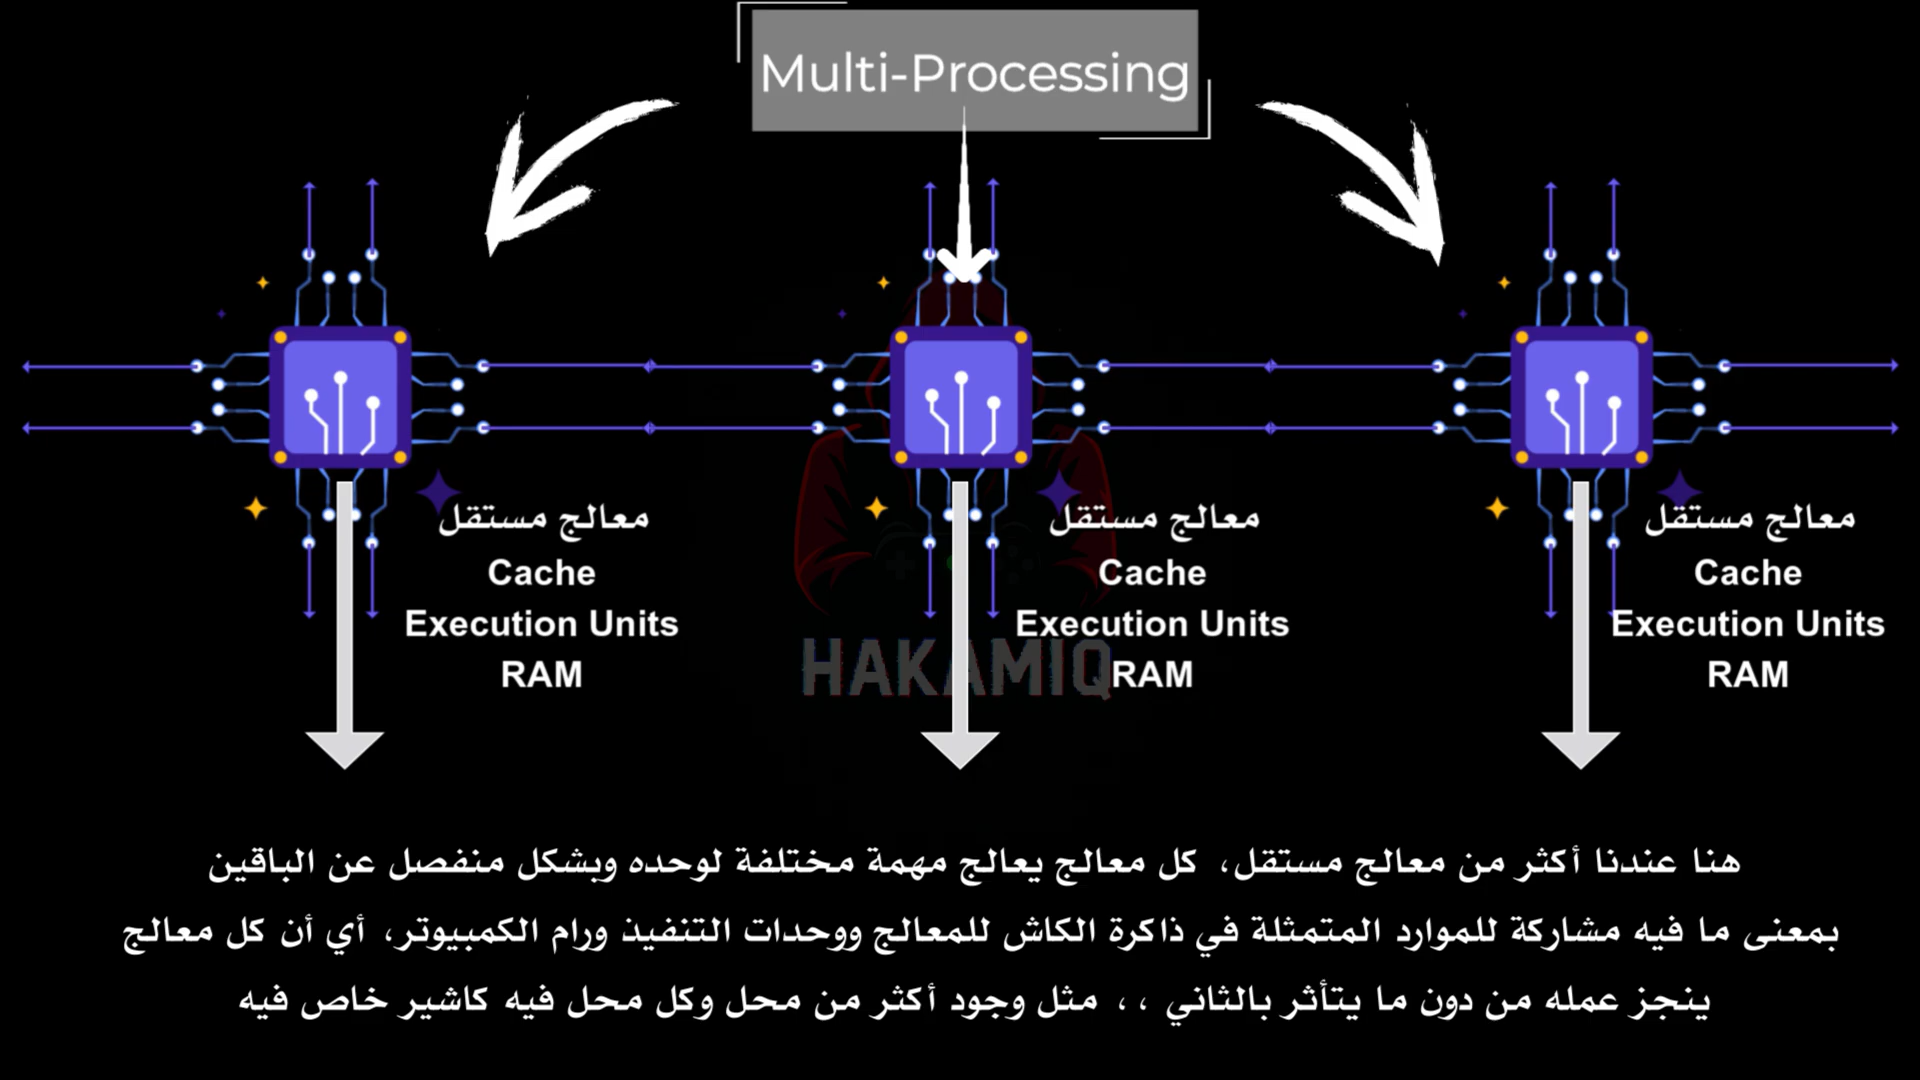 Multi-Processing
معالج مستقل
Cache
Execution Units
RAM
معالج مستقل
Cache
Execution Units
RAM
معالج مستقل
Cache
Execution Units
RAM
HAKAMIQ
هنا عندنا أكثر من معالج مستقل، كل معالج يعالج مهمة مختلفة لوحده وبشكل منفصل عن الباقين
بمعنى ما فيه مشاركة للموارد المتمثلة في ذاكرة الكاش للمعالج ووحدات التنفيذ ورام الكمبيوتر، أي أن كل معالج
ينجز عمله من دون ما يتأثر بالثاني ،، مثل وجود أكثر من محل وكل محل فيه كاشير خاص فيه